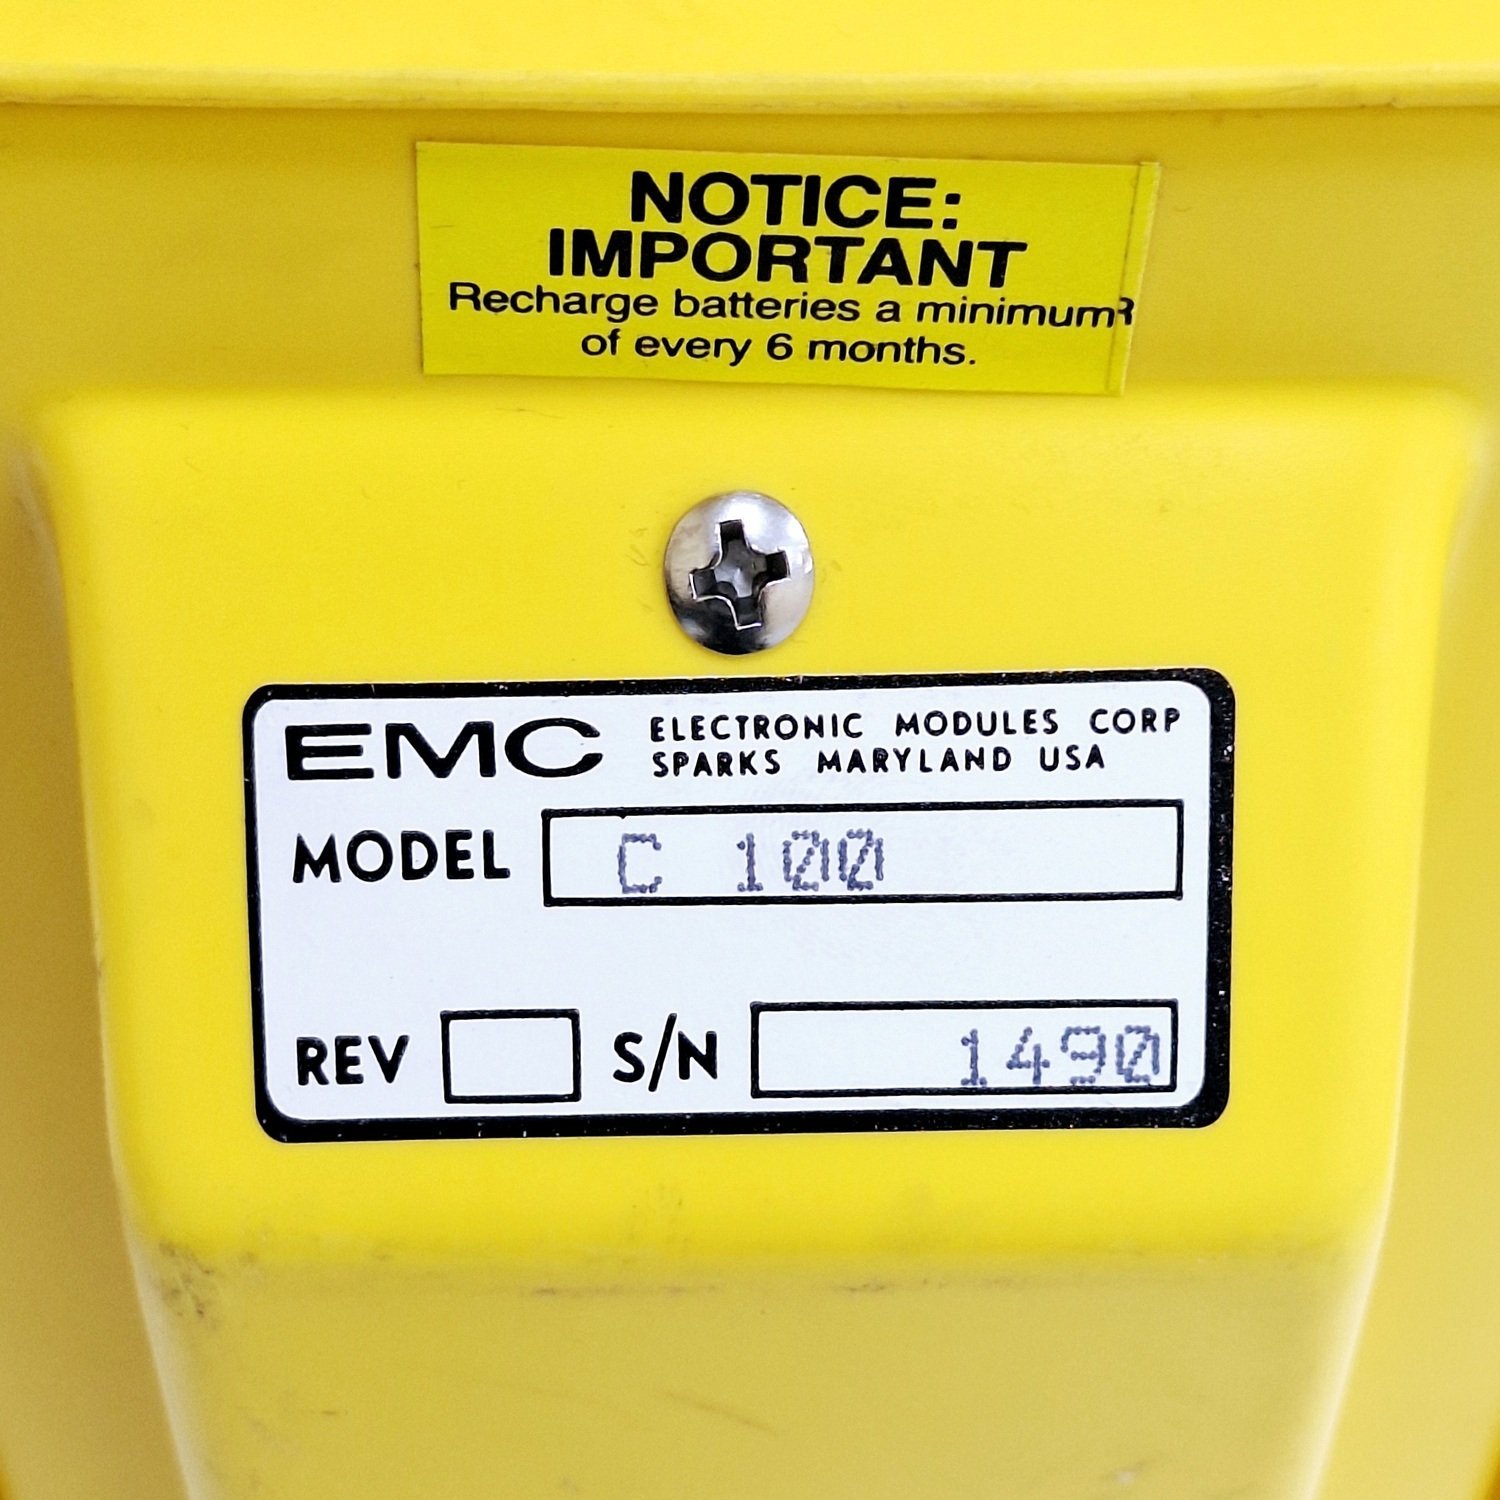 NOTICE:
IMPORTANT
Recharge batteries a minimum
of every 6 months.
EMC ELECTRONIC MODULES CORP
SPARKS MARYLAND USA
MODEL C 100
REV S/N 1490